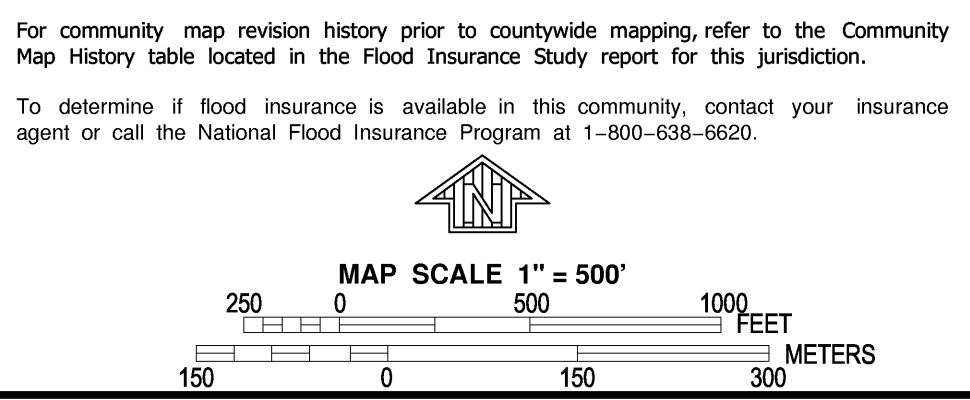 For community map revision history prior to countywide mapping, refer to the Community
Map History table located in the Flood Insurance Study report for this jurisdiction.
To determine if flood insurance is available in this community, contact your insurance
agent or call the National Flood Insurance Program at 1-800-638-6620.
N
MAP SCALE 1" = 500'
250 0 500 1000
FEET
METERS
150 0 150 300